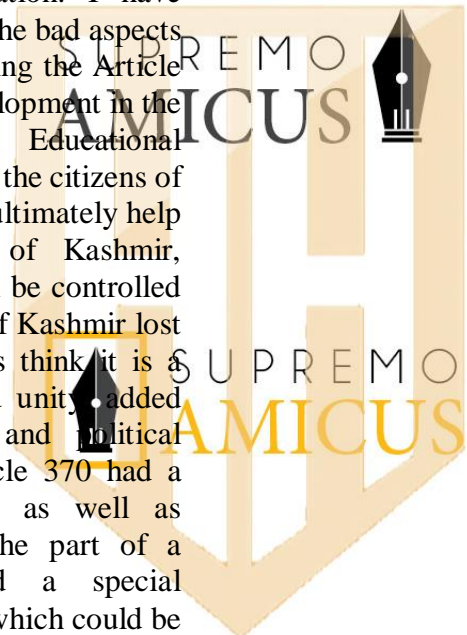 ation. I have
he bad aspects
ing the Article
lopment in the
Educational
the citizens of
ultimately help
of Kashmir,
be controlled
f Kashmir lost
s think it is a
unity added
and political
cle 370 had a
as well as
he part of a
d a special
which could be
SUPREMO
AMICUS
SUPREMO
AMICUS